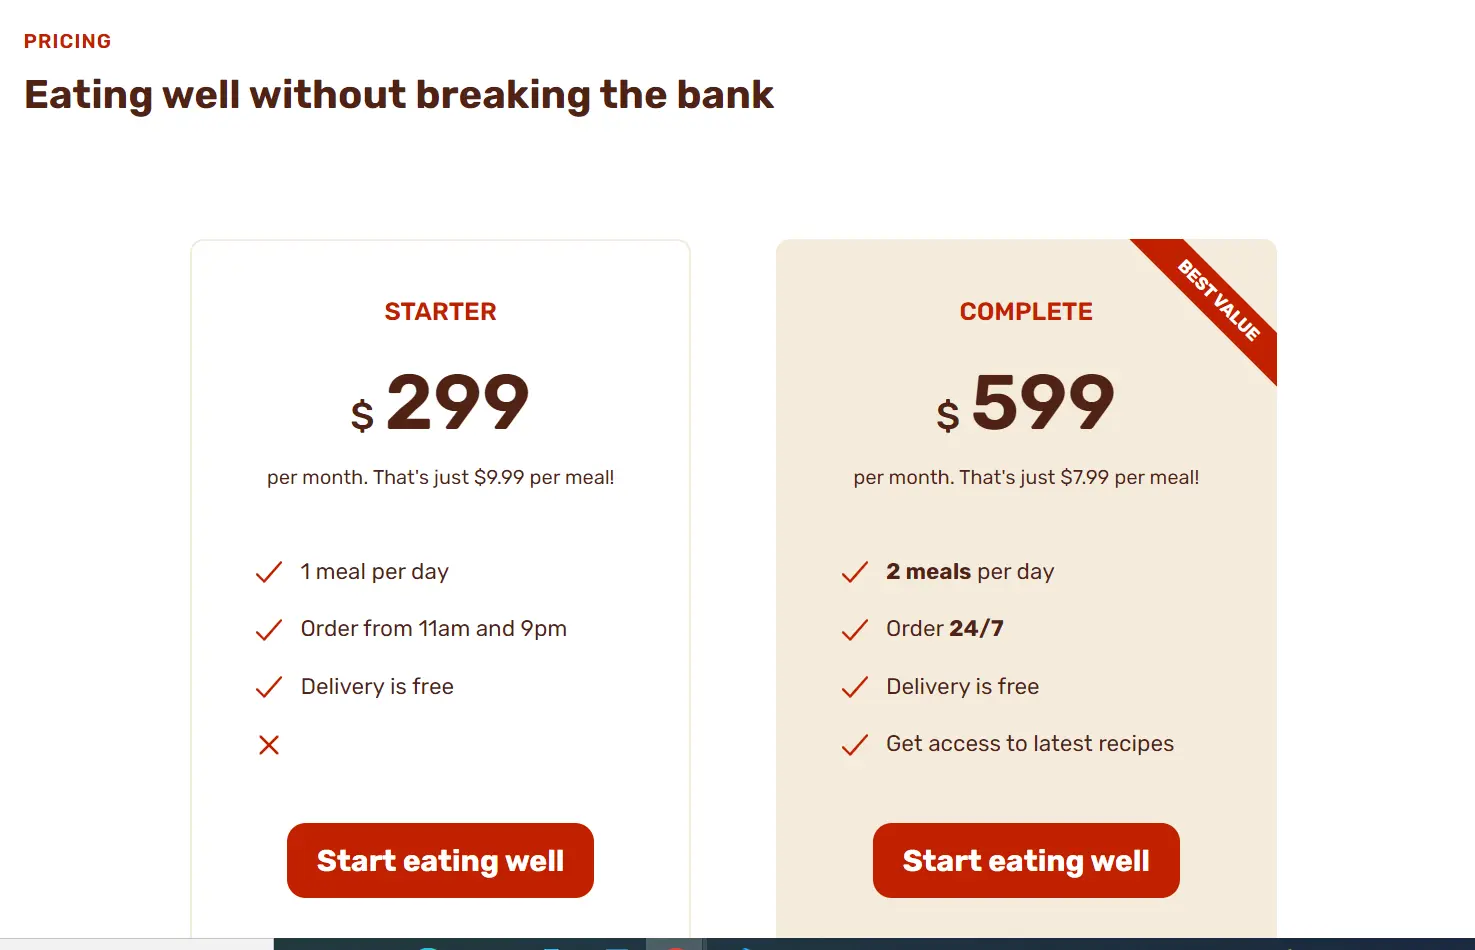 PRICING
Eating well without breaking the bank
STARTER
$ 299
per month. That's just $9.99 per meal!
1 meal per day
Order from 11am and 9pm
Delivery is free
Start eating well
BEST VALUE
COMPLETE
$ 599
per month. That's just $7.99 per meal!
2 meals per day
Order 24/7
Delivery is free
Get access to latest recipes
Start eating well